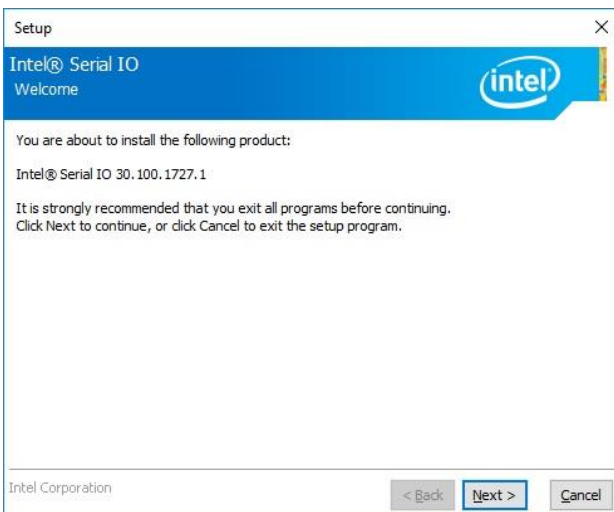 Setup
Intel® Serial IO
Welcome
intel
You are about to install the following product:
Intel® Serial IO 30.100.1727.1
It is strongly recommended that you exit all programs before continuing.
Click Next to continue, or click Cancel to exit the setup program.
Intel Corporation
< Back Next > Cancel